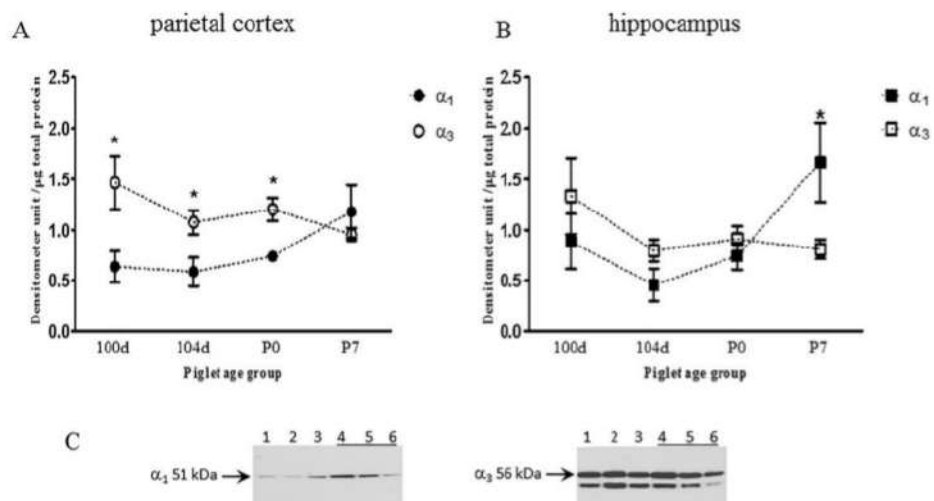 A parietal cortex
Densitometer unit /µg total protein
2.5
2.0
1.5
1.0
0.5
0.0
* * *
α₁
α₃
100d 104d P0 P7
Piglet age group
B hippocampus
Densitometer unit /µg total protein
2.5
2.0
1.5
1.0
0.5
0.0
*
α₁
α₃
100d 104d P0 P7
Piglet age group
C
1 2 3 4 5 6
α₁ 51 kDa
1 2 3 4 5 6
α₃ 56 kDa